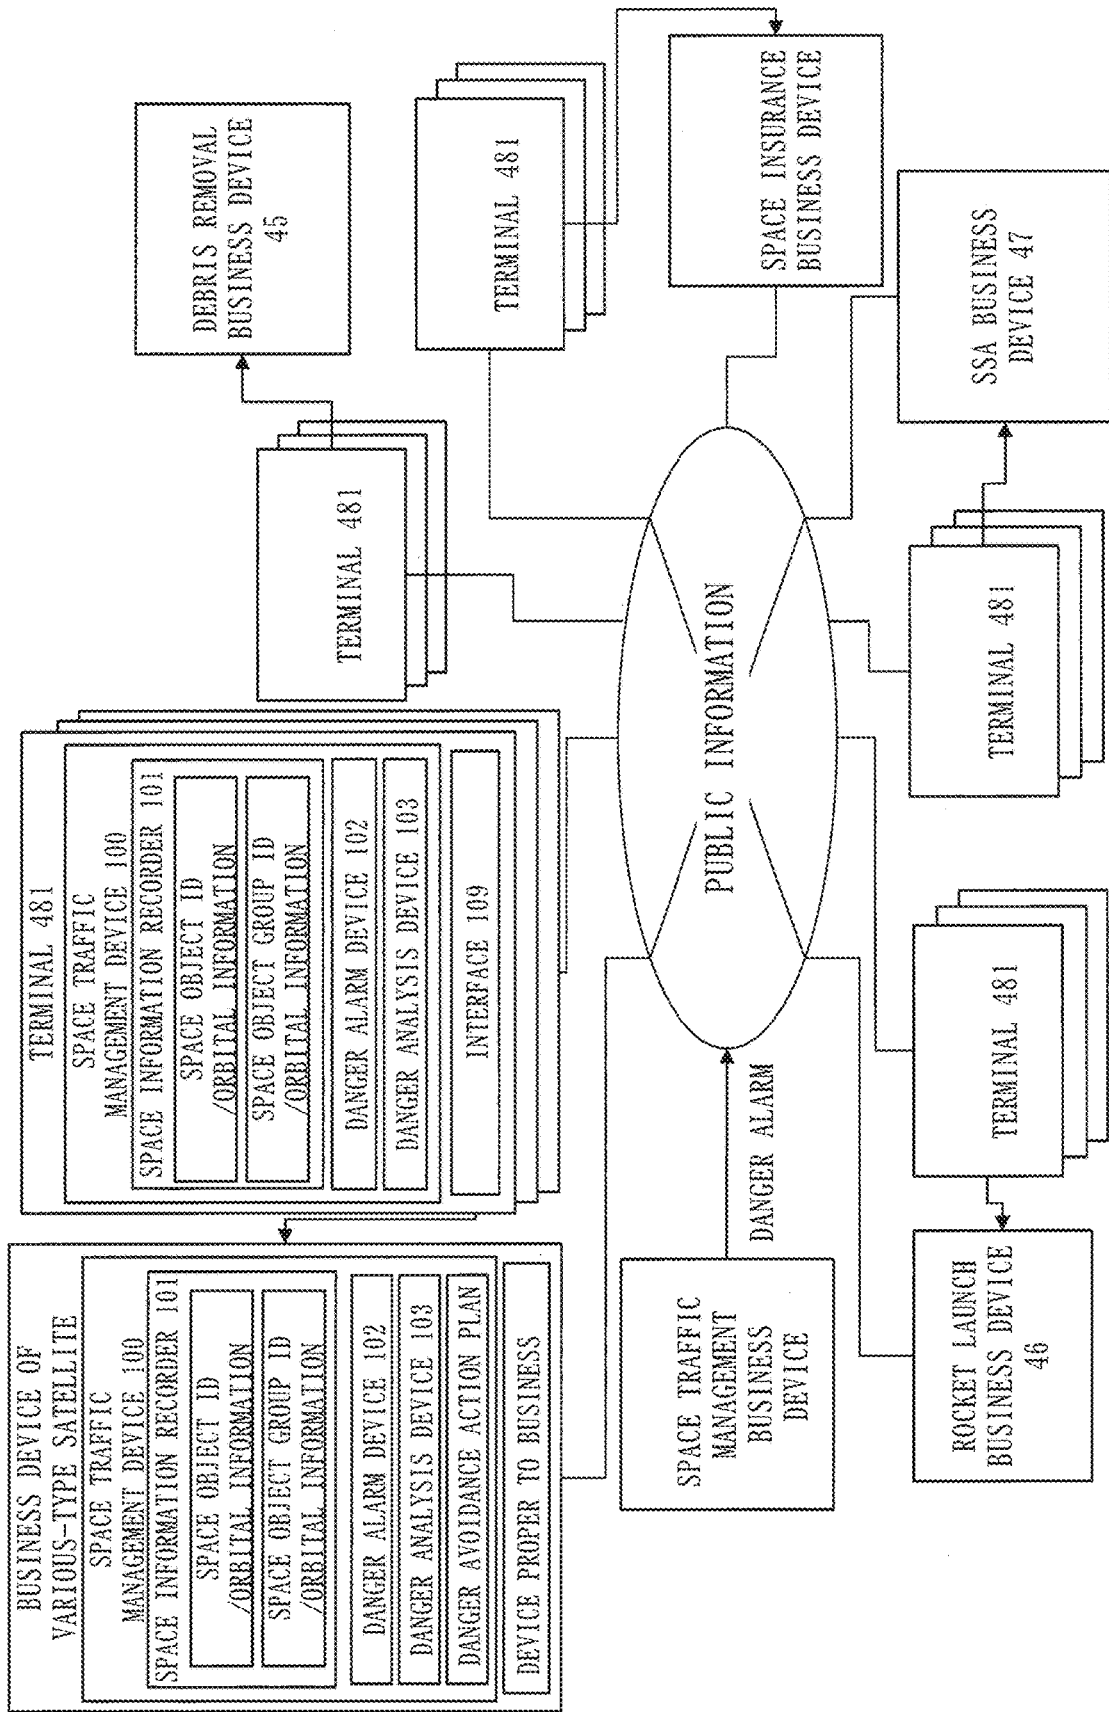 BUSINESS DEVICE OF
VARIOUS-TYPE SATELLITE
SPACE TRAFFIC
MANAGEMENT DEVICE 100
SPACE INFORMATION RECORDER 101
SPACE OBJECT ID
/ORBITAL INFORMATION
SPACE OBJECT GROUP ID
/ORBITAL INFORMATION
DANGER ALARM DEVICE 102
DANGER ANALYSIS DEVICE 103
DANGER AVOIDANCE ACTION PLAN
DEVICE PROPER TO BUSINESS
TERMINAL 481
SPACE TRAFFIC
MANAGEMENT DEVICE 100
SPACE INFORMATION RECORDER 101
SPACE OBJECT ID
/ORBITAL INFORMATION
SPACE OBJECT GROUP ID
/ORBITAL INFORMATION
DANGER ALARM DEVICE 102
DANGER ANALYSIS DEVICE 103
INTERFACE 109
TERMINAL 481
DEBRIS REMOVAL
BUSINESS DEVICE
45
TERMINAL 481
SPACE INSURANCE
BUSINESS DEVICE
SPACE TRAFFIC
MANAGEMENT
BUSINESS
DEVICE
DANGER ALARM
PUBLIC INFORMATION
ROCKET LAUNCH
BUSINESS DEVICE
46
TERMINAL 481
TERMINAL 481
SSA BUSINESS
DEVICE 47